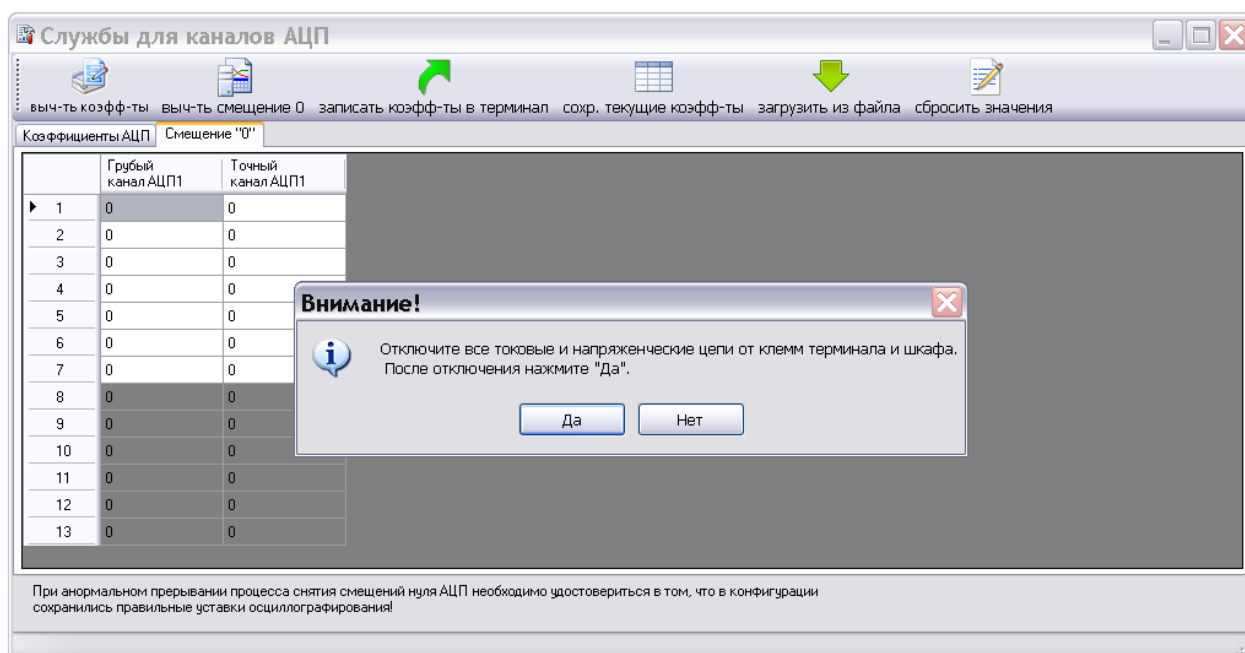 Службы для каналов АЦП
выч-ть коэфф-ты выч-ть смещение 0 записать коэфф-ты в терминал сохр. текущие коэфф-ты загрузить из файла сбросить значения
Коэффициенты АЦП Смещение "0"
Грубый канал АЦП1 Точный канал АЦП1
1 0 0
2 0 0
3 0 0
4 0 0
5 0 0
6 0 0
7 0 0
8 0 0
9 0 0
10 0 0
11 0 0
12 0 0
13 0 0
Внимание!
Отключите все токовые и напряженческие цепи от клемм терминала и шкафа.
После отключения нажмите "Да".
Да Нет
При анормальном прерывании процесса снятия смещений нуля АЦП необходимо удостовериться в том, что в конфигурации
сохранились правильные уставки осциллографирования!